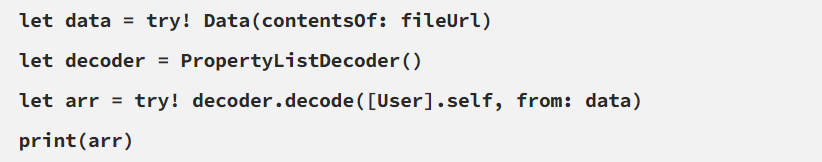 let data = try! Data(contentsOf: fileUrl)
let decoder = PropertyListDecoder()
let arr = try! decoder.decode([User].self, from: data)
print(arr)